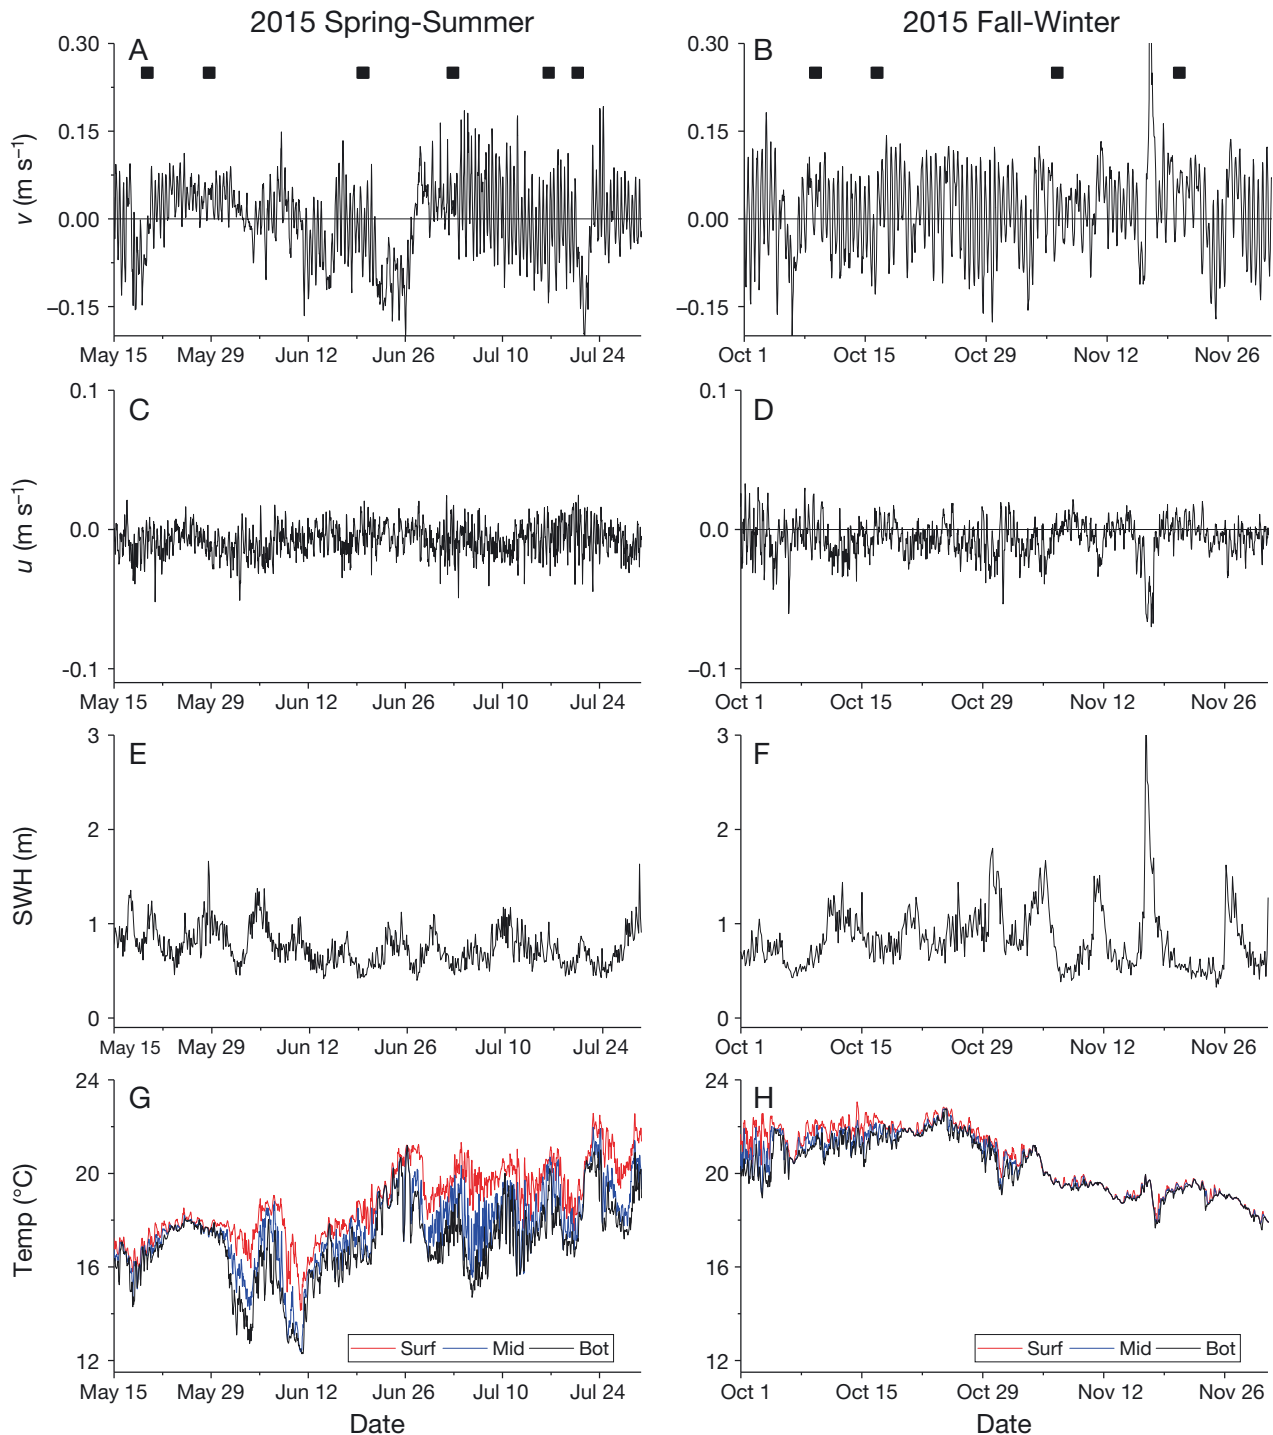 2015 Spring-Summer
2015 Fall-Winter
A
0.30
0.15
0.00
–0.15
v (m s–1)
May 15 May 29 Jun 12 Jun 26 Jul 10 Jul 24
B
0.30
0.15
0.00
–0.15
Oct 1 Oct 15 Oct 29 Nov 12 Nov 26
C
0.1
0.0
-0.1
u (m s–1)
May 15 May 29 Jun 12 Jun 26 Jul 10 Jul 24
D
0.1
0.0
–0.1
Oct 1 Oct 15 Oct 29 Nov 12 Nov 26
E
3
2
1
0
SWH (m)
May 15 May 29 Jun 12 Jun 26 Jul 10 Jul 24
F
3
2
1
0
Oct 1 Oct 15 Oct 29 Nov 12 Nov 26
G
24
20
16
12
Temp (°C)
Surf Mid Bot
May 15 May 29 Jun 12 Jun 26 Jul 10 Jul 24
Date
H
24
20
16
12
Surf Mid Bot
Oct 1 Oct 15 Oct 29 Nov 12 Nov 26
Date